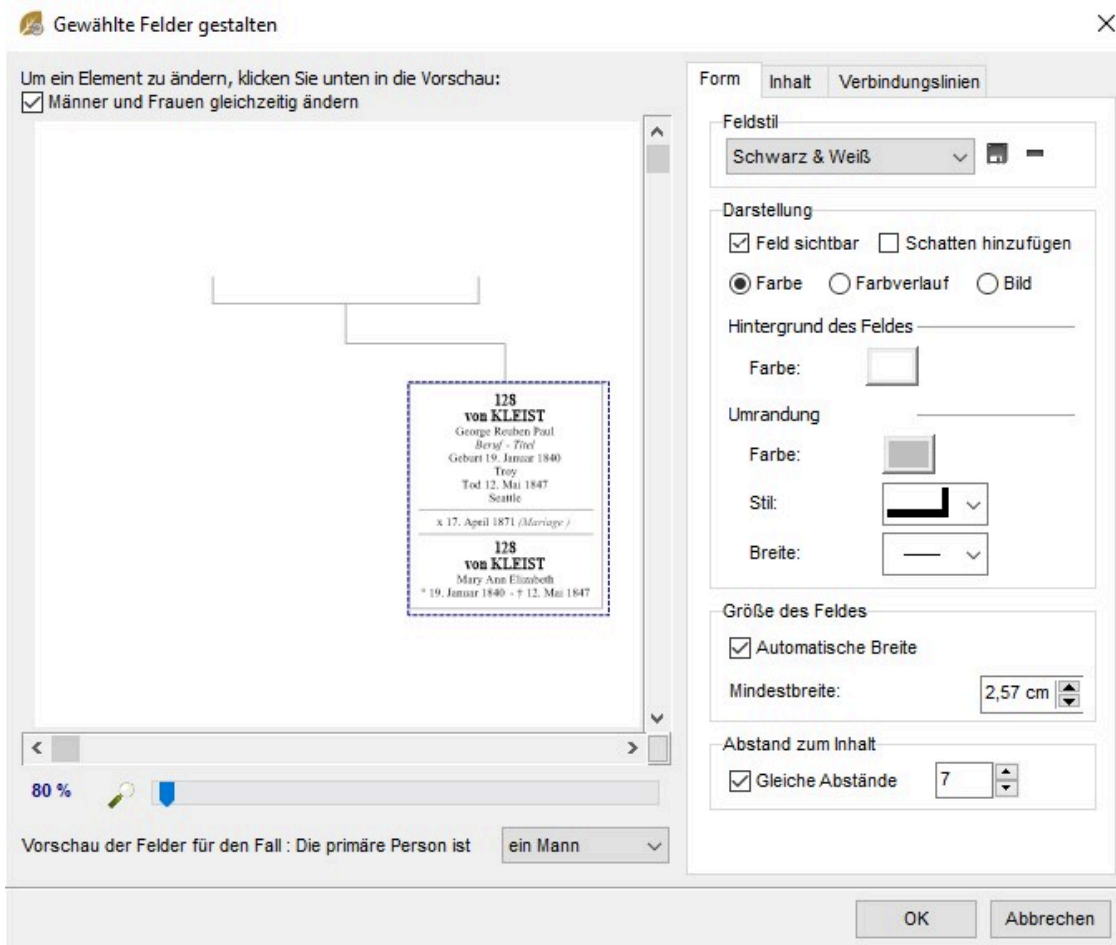 Gewählte Felder gestalten
Um ein Element zu ändern, klicken Sie unten in die Vorschau:
Männer und Frauen gleichzeitig ändern
128
von KLEIST
George Reuben Paul
Beruf - Titel
Geburt 19. Januar 1840
Troy
Tod 12. Mai 1847
Seattle
x 17. April 1871 (Mariage )
128
von KLEIST
Mary Ann Elizabeth
* 19. Januar 1840 - † 12. Mai 1847
80 %
Vorschau der Felder für den Fall : Die primäre Person ist ein Mann
Form Inhalt Verbindungslinien
Feldstil
Schwarz & Weiß
Darstellung
Feld sichtbar Schatten hinzufügen
Farbe Farbverlauf Bild
Hintergrund des Feldes
Farbe:
Umrandung
Farbe:
Stil:
Breite:
Größe des Feldes
Automatische Breite
Mindestbreite: 2,57 cm
Abstand zum Inhalt
Gleiche Abstände 7
OK Abbrechen